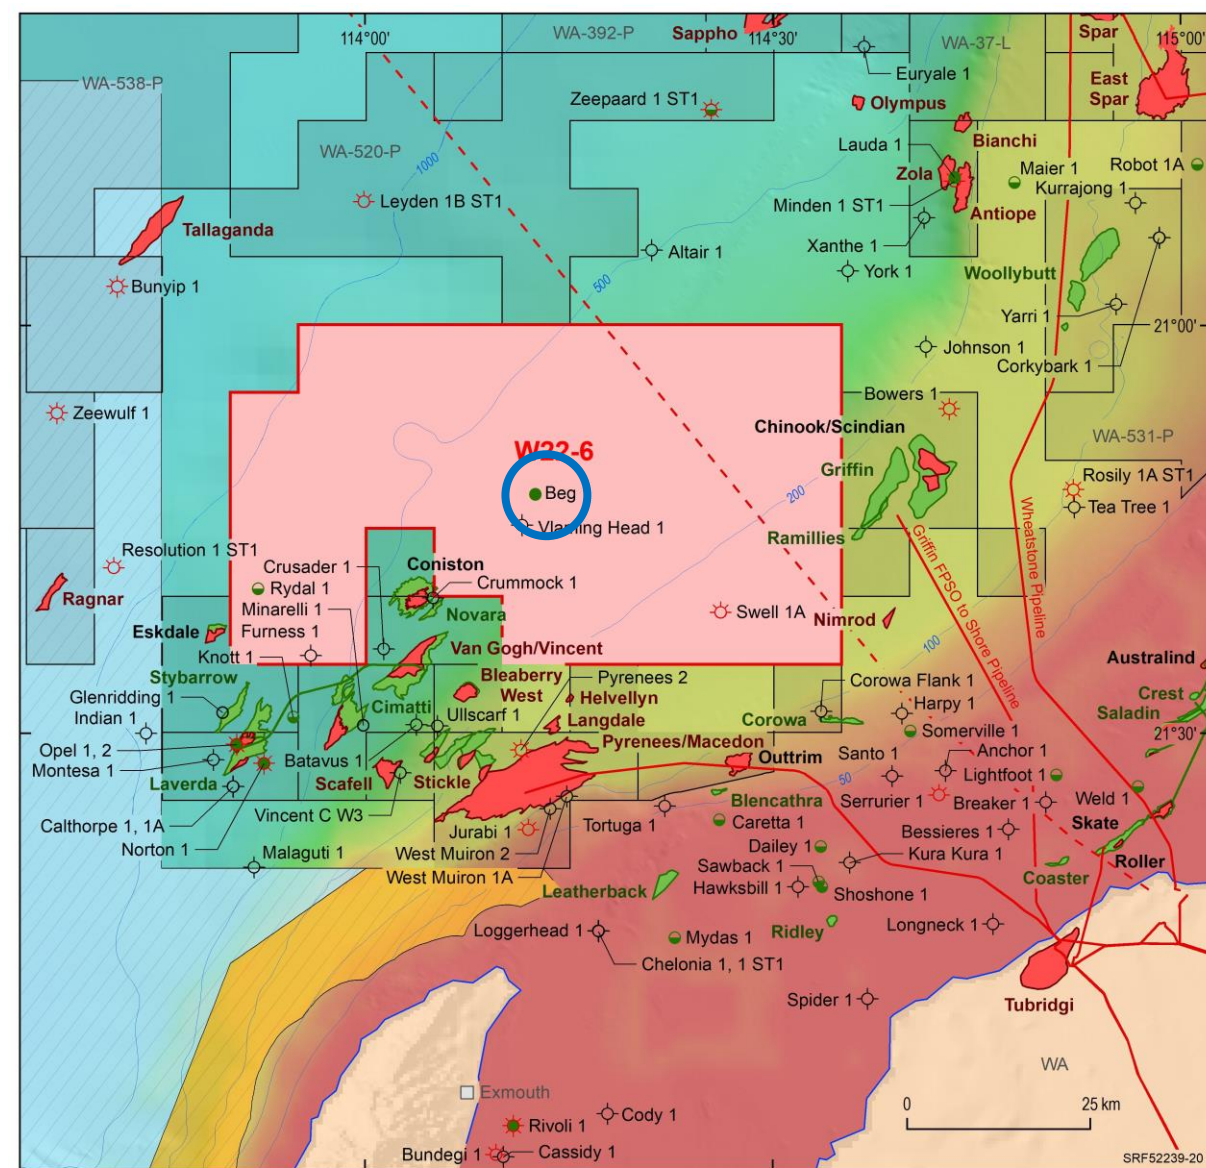 114°00'
WA-392-P
Sappho
114°30'
WA-37-L
Spar
115°00'
WA-538-P
Euryale 1
East
Spar
Zeepaard 1 ST1
Olympus
Bianchi
WA-520-P
1000
Lauda 1
Zola
Maier 1
Robot 1A
Kurrajong 1
Leyden 1B ST1
Minden 1 ST1
Antiope
Tallaganda
Xanthe 1
Altair 1
York 1
Woollybutt
Bunyip 1
500
Yarri 1
21°00'
Johnson 1
Corkybark 1
Bowers 1
Zeewulf 1
Chinook/Scindian
WA-531-P
W22-6
Griffin
Rosily 1A ST1
Beg
200
Tea Tree 1
Vlaming Head 1
Ramillies
Wheatstone Pipeline
Griffin FPSO to Shore Pipeline
Resolution 1 ST1
Crusader 1
Coniston
Rydal 1
Crummock 1
Ragnar
Minarelli 1
Novara
Swell 1A
Nimrod
Eskdale
Furness 1
100
Van Gogh/Vincent
Knott 1
Australind
Stybarrow
Bleaberry
West
Pyrenees 2
Corowa Flank 1
Glenridding 1
Helvellyn
Harpy 1
Crest
Cimatti
Ullscarf 1
Langdale
Corowa
Saladin
Indian 1
Somerville 1
21°30'
Opel 1, 2
Pyrenees/Macedon
Santo 1
Anchor 1
Montesa 1
Batavus 1
Outtrim
Lightfoot 1
Laverda
Scafell
Stickle
50
Blencathra
Serrurier 1
Breaker 1
Weld 1
Vincent C W3
Calthorpe 1, 1A
Jurabi 1
Tortuga 1
Caretta 1
Bessieres 1
Skate
Norton 1
West Muiron 2
Dailey 1
Malaguti 1
West Muiron 1A
Sawback 1
Kura Kura 1
Roller
Leatherback
Hawksbill 1
Shoshone 1
Coaster
Loggerhead 1
Mydas 1
Ridley
Longneck 1
Chelonia 1, 1 ST1
Spider 1
Tubridgi
WA
Exmouth
Cody 1
0
25 km
Rivoli 1
Bundegi 1
Cassidy 1
SRF52239-20